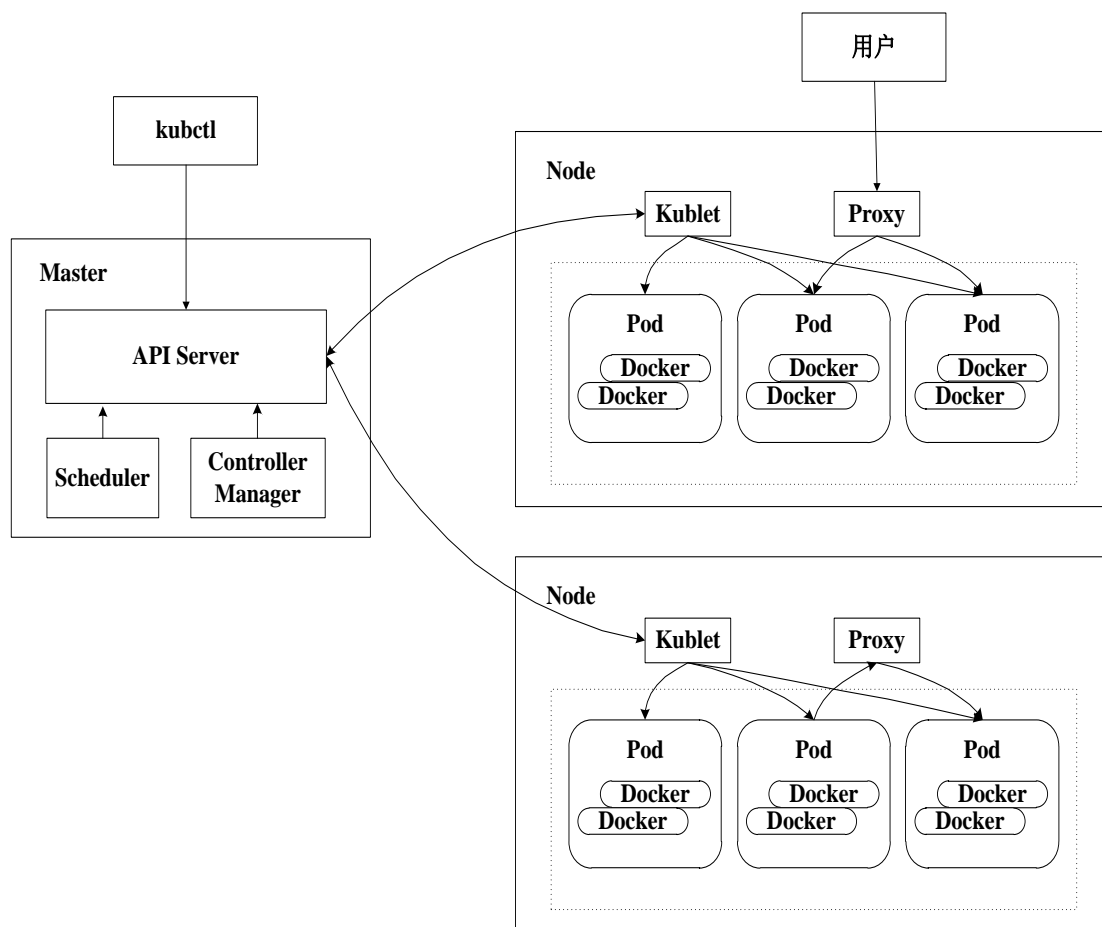 用户
kubctl
Node
Kublet
Proxy
Master
API Server
Scheduler
Controller
Manager
Pod
Docker
Docker
Pod
Docker
Docker
Pod
Docker
Docker
Node
Kublet
Proxy
Pod
Docker
Docker
Pod
Docker
Docker
Pod
Docker
Docker